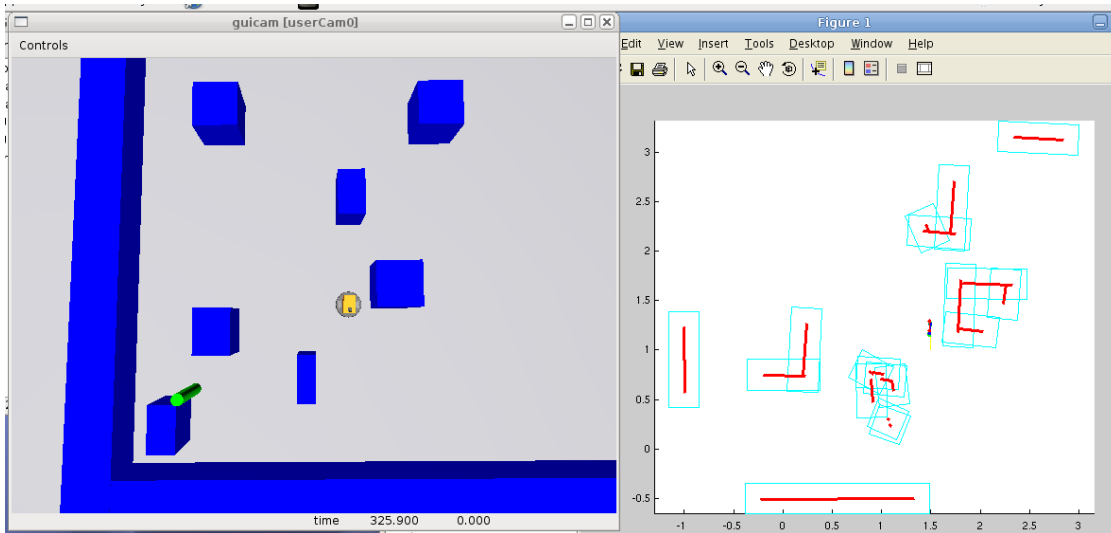 guicam [userCam0]
Controls
time 325.900 0.000
Figure 1
Edit View Insert Tools Desktop Window Help
3
2.5
2
1.5
1
0.5
0
-0.5
-1 -0.5 0 0.5 1 1.5 2 2.5 3